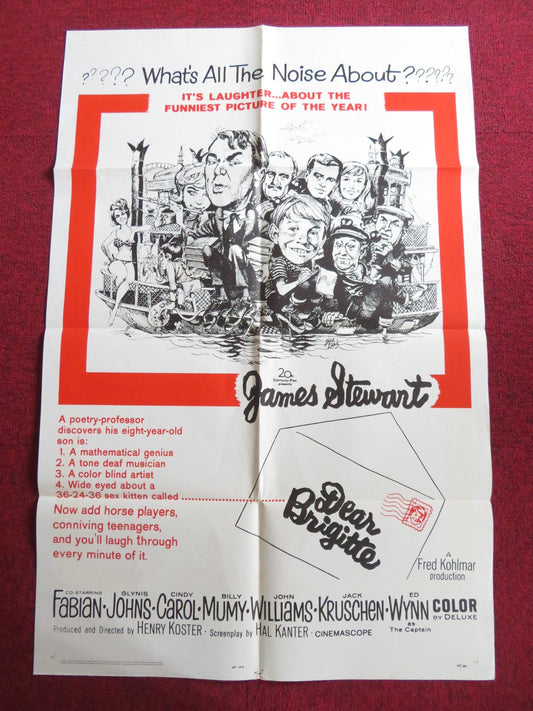 ????? What's All The Noise About??????
IT'S LAUGHTER...ABOUT THE
FUNNIEST PICTURE OF THE YEAR!
20th
Century-Fox
presents
James Stewart
A poetry-professor
discovers his eight-year-old
son is:
1. A mathematical genius
2. A tone deaf musician
3. A color blind artist
4. Wide eyed about a
36-24-36 sex kitten called
Now add horse players,
conniving teenagers,
and you'll laugh through
every minute of it.
Dear
Brigitte
A
Fred Kohlmar
production
CO-STARRING
FABIAN · GLYNIS JOHNS · CINDY CAROL · BILLY MUMY · JOHN WILLIAMS · JACK KRUSCHEN · ED WYNN
as
The Captain
COLOR
BY DELUXE
Produced and Directed by HENRY KOSTER · Screenplay by HAL KANTER · CINEMASCOPE